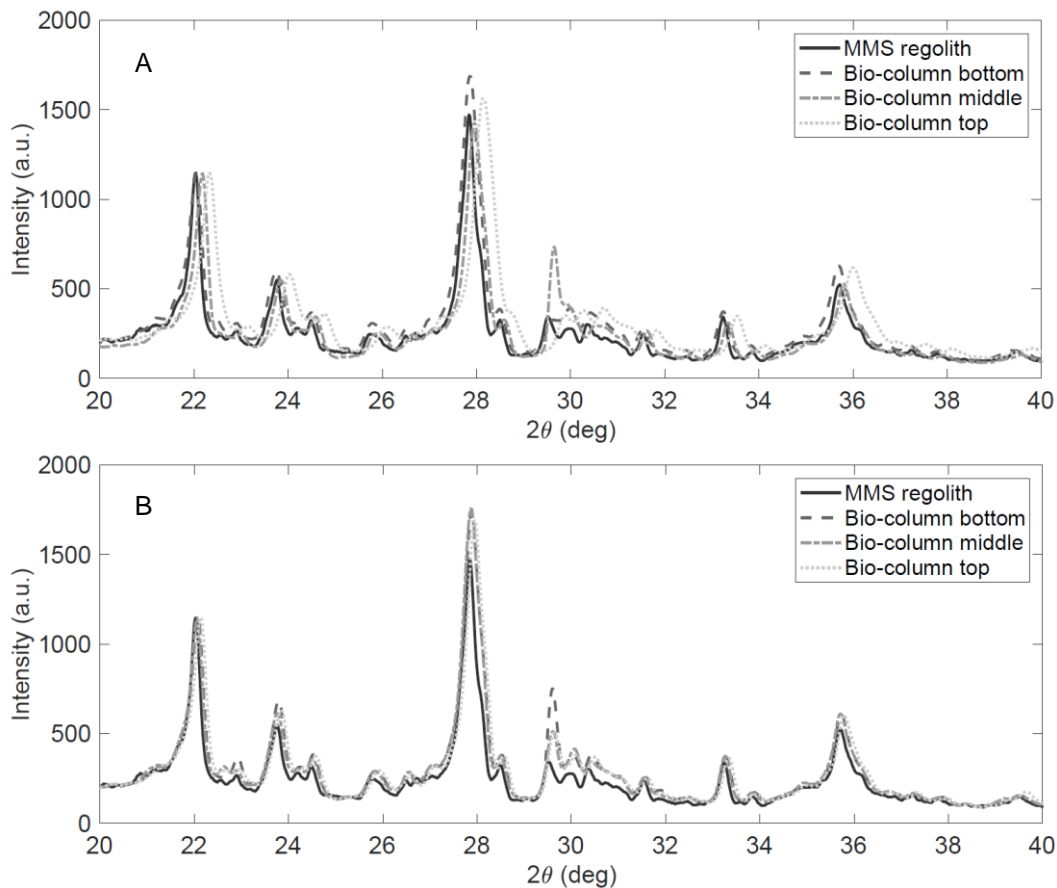 A
2000
1500
1000
500
0
Intensity (a.u.)
MMS regolith
Bio-column bottom
Bio-column middle
Bio-column top
20 22 24 26 28 30 32 34 36 38 40
2θ (deg)
B
2000
1500
1000
500
0
Intensity (a.u.)
MMS regolith
Bio-column bottom
Bio-column middle
Bio-column top
20 22 24 26 28 30 32 34 36 38 40
2θ (deg)